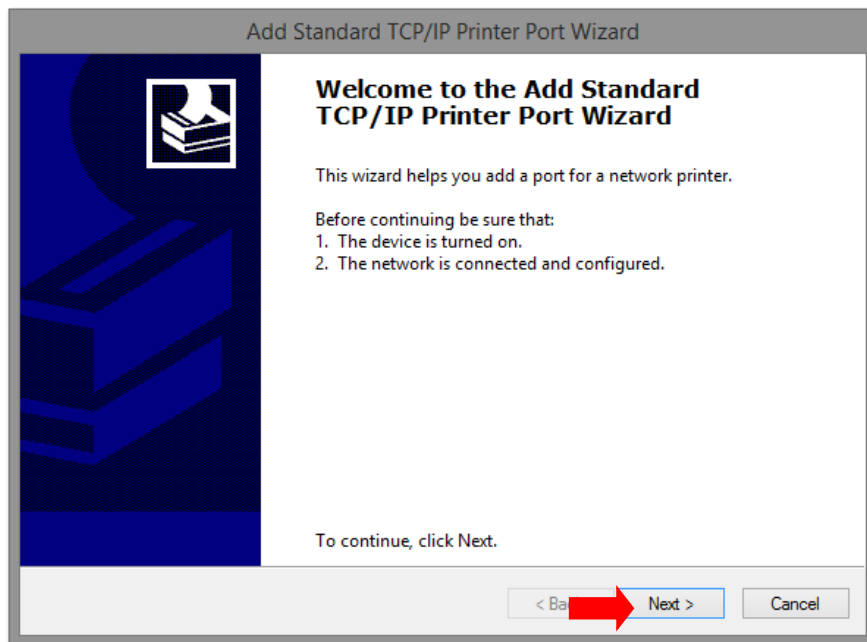 Add Standard TCP/IP Printer Port Wizard
Welcome to the Add Standard
TCP/IP Printer Port Wizard
This wizard helps you add a port for a network printer.
Before continuing be sure that:
1. The device is turned on.
2. The network is connected and configured.
To continue, click Next.
< Ba
Next >
Cancel